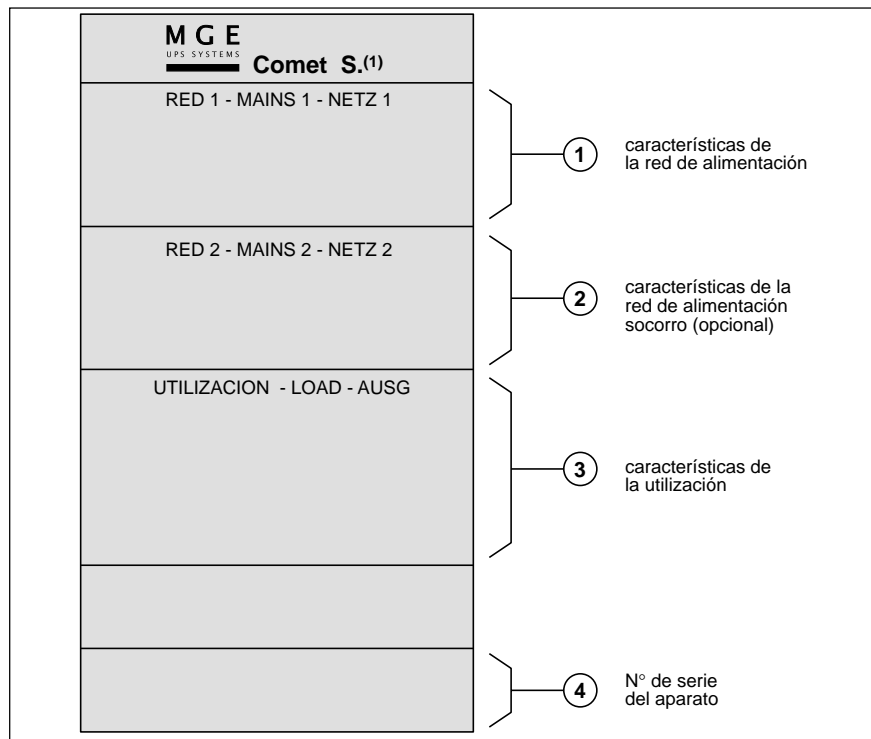 M G E
UPS SYSTEMS
Comet S.(1)
RED 1 - MAINS 1 - NETZ 1
1
características de
la red de alimentación
RED 2 - MAINS 2 - NETZ 2
2
características de la
red de alimentación
socorro (opcional)
UTILIZACION - LOAD - AUSG
3
características de
la utilización
4
N° de serie
del aparato